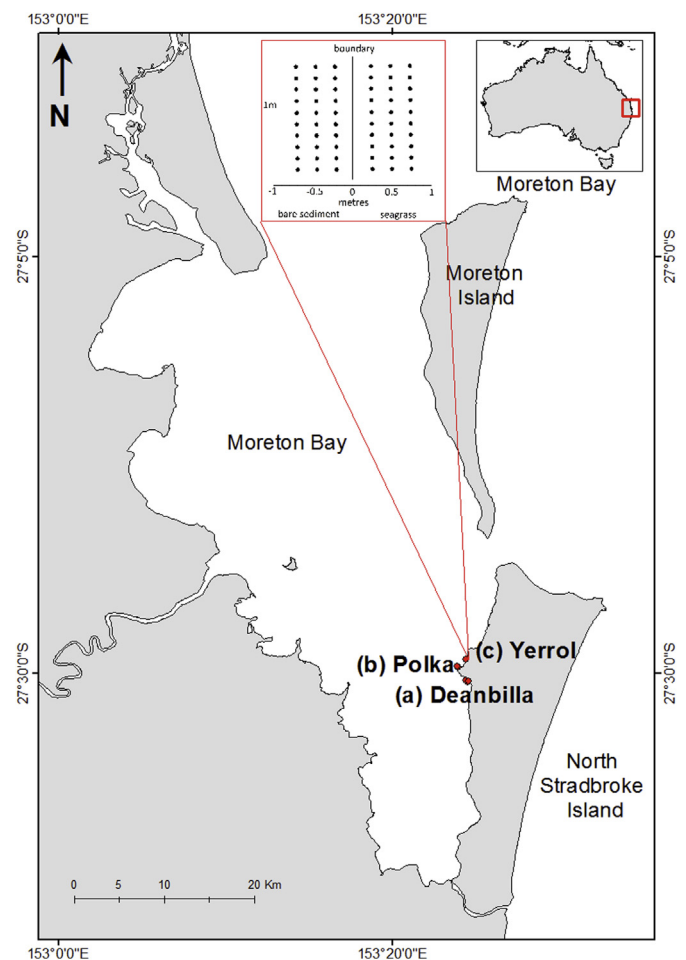 153°0'0"E
153°20'0"E
boundary
1m
-1
-0.5
0
0.5
1
metres
bare sediment
seagrass
N
Moreton Bay
27°5'0"S
27°5'0"S
Moreton
Island
Moreton Bay
(c) Yerrol
(b) Polka
27°30'0"S
27°30'0"S
(a) Deanbilla
North
Stradbroke
Island
0
5
10
20 Km
153°0'0"E
153°20'0"E